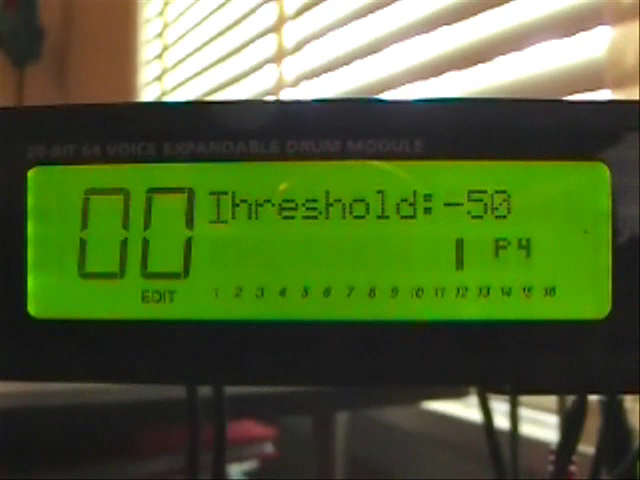 20-BIT 64 VOICE EXPANDABLE DRUM MODULE
00 Threshold:-50
P4
EDIT 1 2 3 4 5 6 7 8 9 10 11 12 13 14 15 16